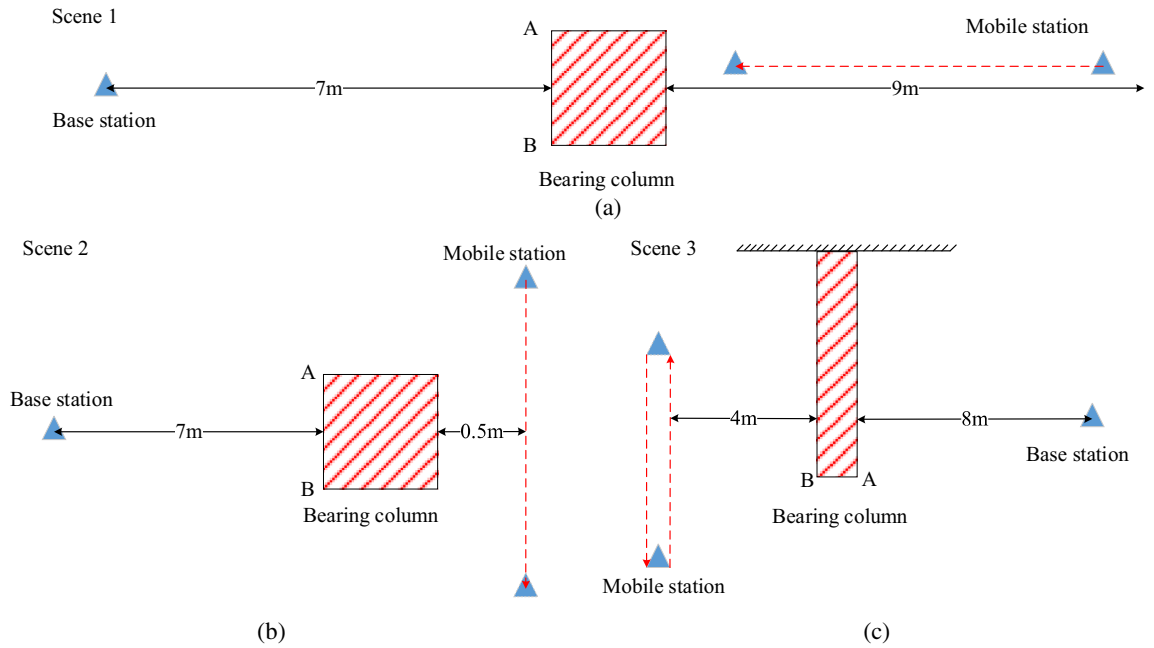 Scene 1
A
Mobile station
7m
9m
Base station
B
Bearing column
(a)
Scene 2
Mobile station
A
Base station
7m
0.5m
B
Bearing column
(b)
Scene 3
4m
8m
Base station
B
A
Bearing column
Mobile station
(c)